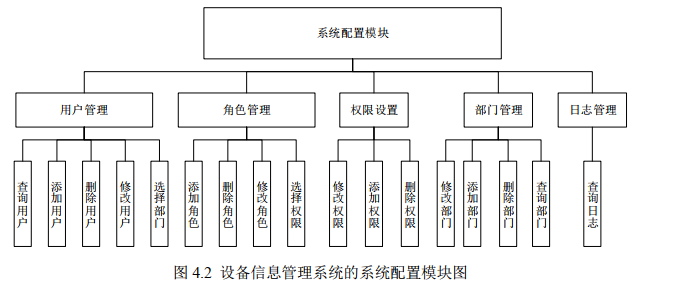 系统配置模块
用户管理
角色管理
权限设置
部门管理
日志管理
查询用户
添加用户
删除用户
修改用户
选择部门
添加角色
删除角色
修改角色
选择权限
修改权限
添加权限
删除权限
修改部门
添加部门
删除部门
查询部门
查询日志
图 4.2 设备信息管理系统的系统配置模块图